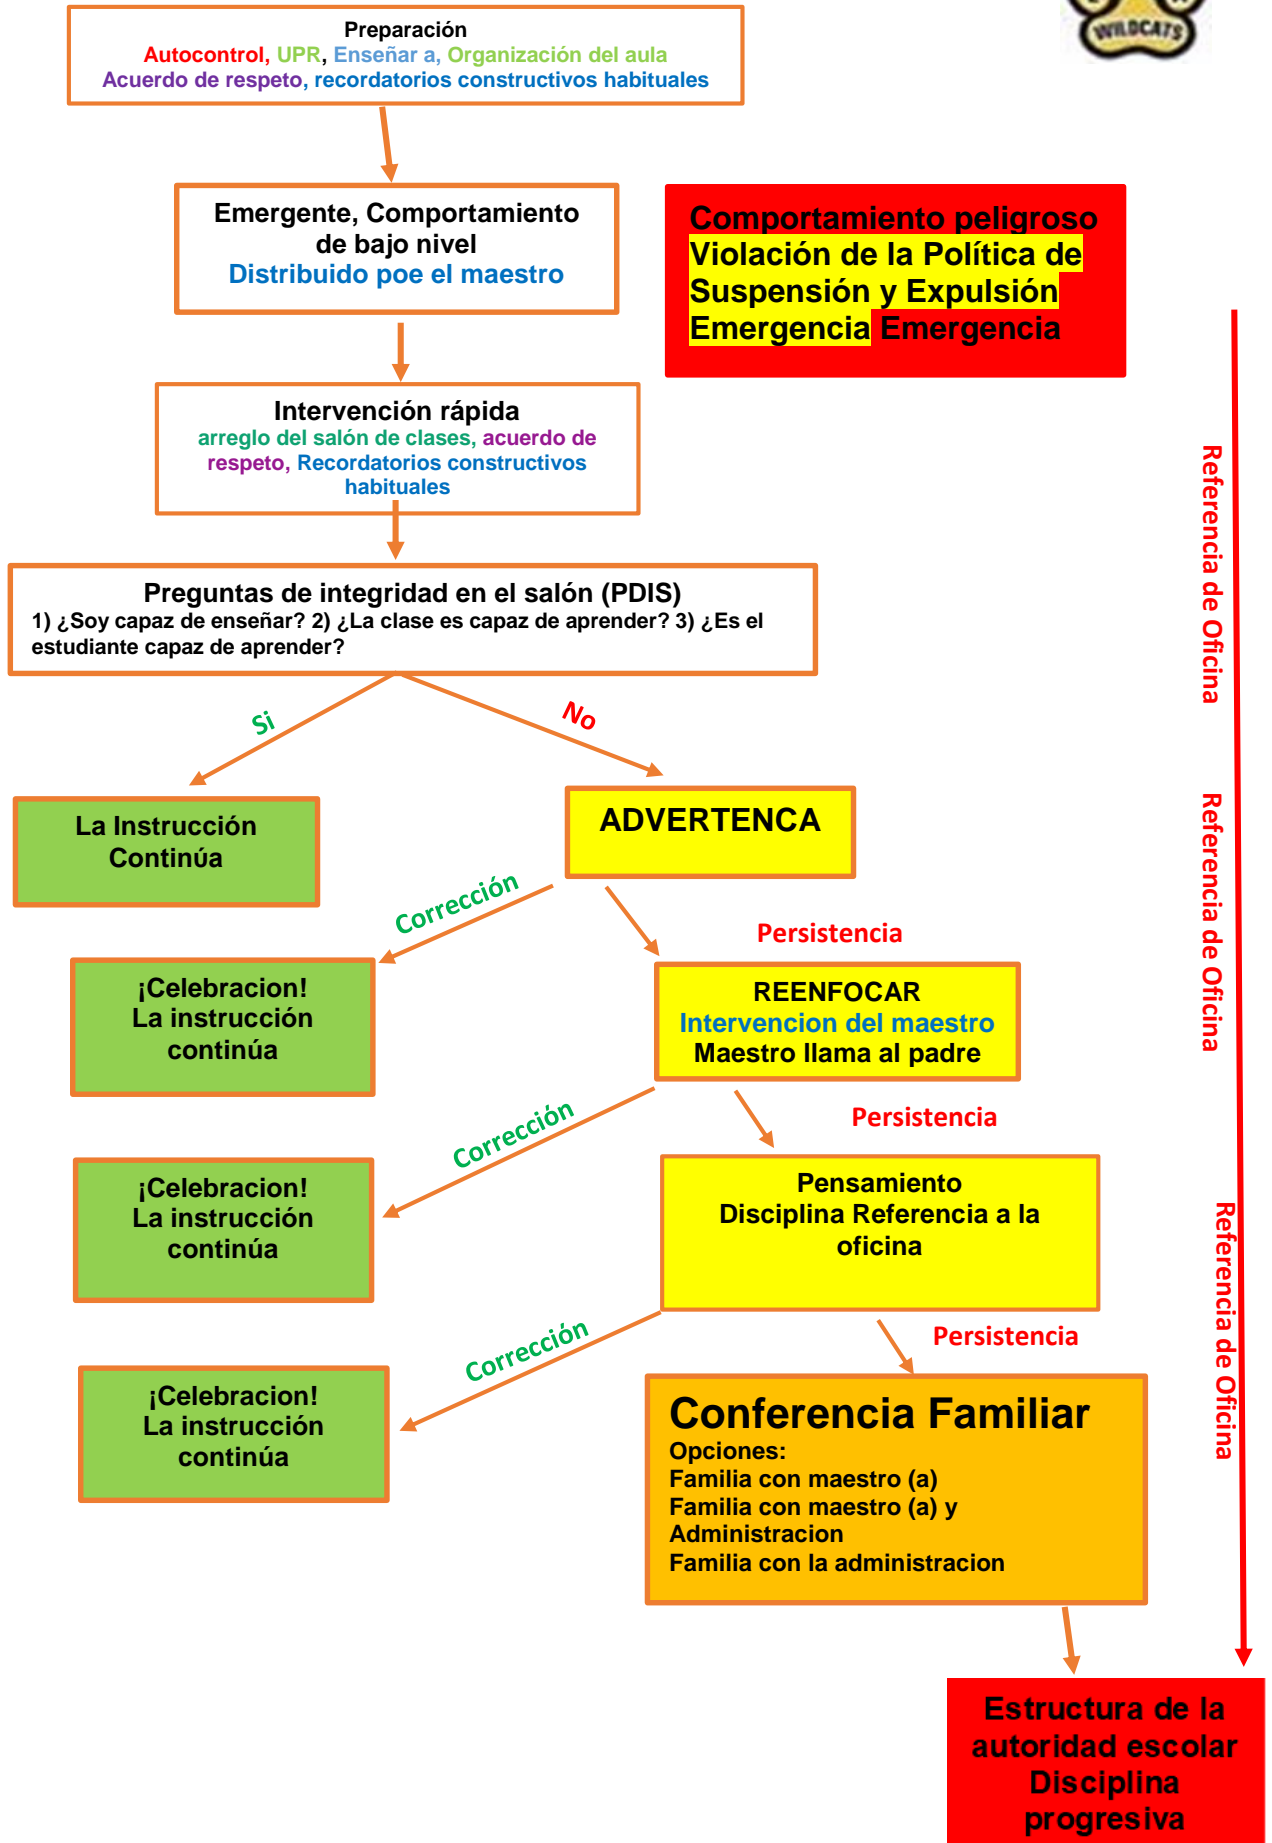 WILDCATS
Preparación
Autocontrol, UPR, Enseñar a, Organización del aula
Acuerdo de respeto, recordatorios constructivos habituales
Emergente, Comportamiento
de bajo nivel
Distribuido poe el maestro
Comportamiento peligroso
Violación de la Política de
Suspensión y Expulsión
Emergencia Emergencia
Intervención rápida
arreglo del salón de clases, acuerdo de
respeto, Recordatorios constructivos
habituales
Referencia de Oficina
Preguntas de integridad en el salón (PDIS)
1) ¿Soy capaz de enseñar? 2) ¿La clase es capaz de aprender? 3) ¿Es el
estudiante capaz de aprender?
Si
No
La Instrucción
Continúa
ADVERTENCA
Referencia de Oficina
Corrección
Persistencia
¡Celebracion!
La instrucción
continúa
REENFOCAR
Intervencion del maestro
Maestro llama al padre
Corrección
Persistencia
¡Celebracion!
La instrucción
continúa
Pensamiento
Disciplina Referencia a la
oficina
Referencia de Oficina
Corrección
Persistencia
¡Celebracion!
La instrucción
continúa
Conferencia Familiar
Opciones:
Familia con maestro (a)
Familia con maestro (a) y
Administracion
Familia con la administracion
Estructura de la
autoridad escolar
Disciplina
progresiva